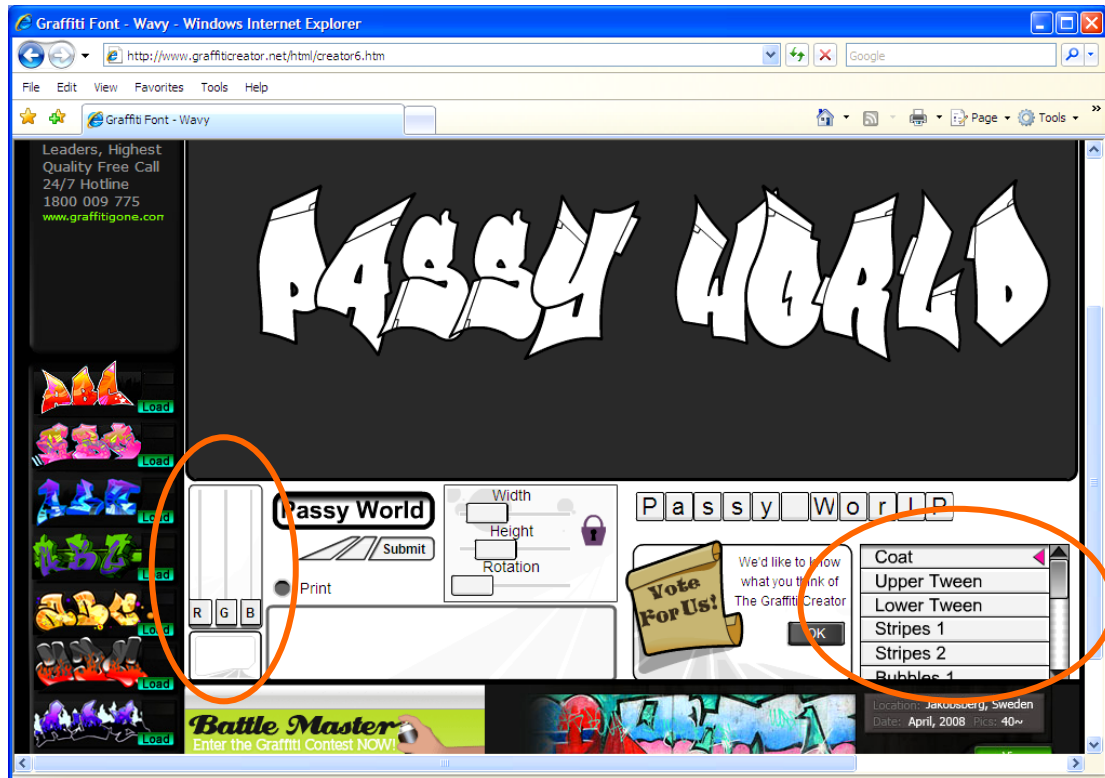 Graffiti Font - Wavy - Windows Internet Explorer
http://www.graffiticreator.net/html/creator6.htm
Google
File Edit View Favorites Tools Help
Graffiti Font - Wavy
Page Tools
Leaders, Highest
Quality Free Call
24/7 Hotline
1800 009 775
www.graffitigone.com
PASSY WORLD
ABC
Load
Load
Load
Load
Load
Load
Load
R G B
Passy World
Submit
Print
Width
Height
Rotation
P a s s y W o r l P
Vote
For Us!
We'd like to know
what you think of
The Graffiti Creator
OK
Coat
Upper Tween
Lower Tween
Stripes 1
Stripes 2
Bubbles 1
Battle Master
Enter the Graffiti Contest NOW!
Location: Jakobsberg, Sweden
Date: April, 2008 Pics: 40~